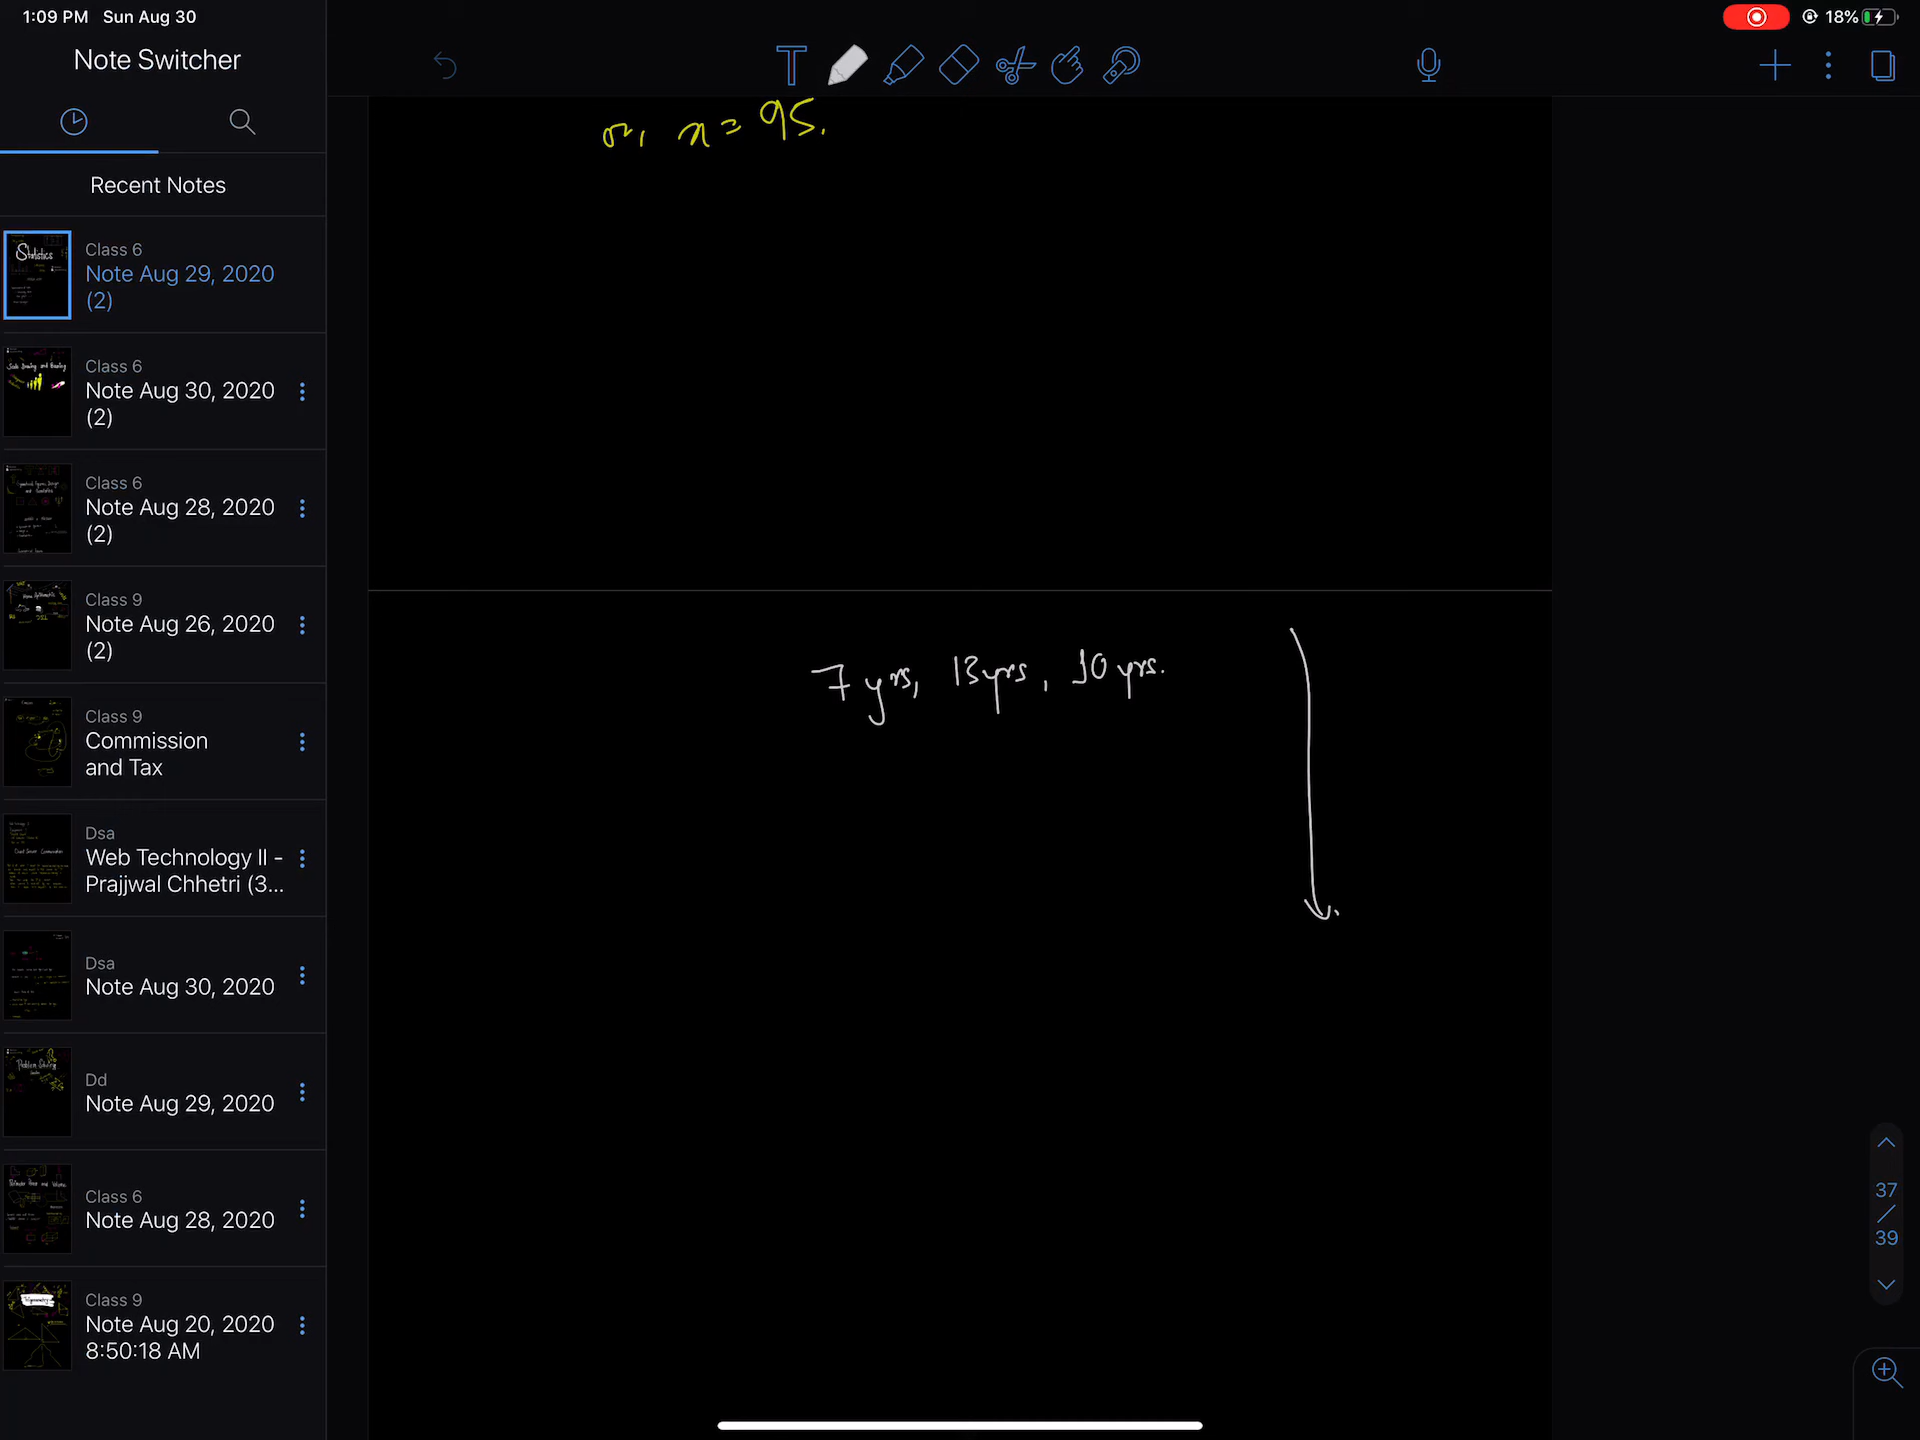 1:09 PM Sun Aug 30
18%
Note Switcher
Recent Notes
Class 6
Note Aug 29, 2020
(2)
Class 6
Note Aug 30, 2020
(2)
Class 6
Note Aug 28, 2020
(2)
Class 9
Note Aug 26, 2020
(2)
Class 9
Commission
and Tax
Dsa
Web Technology II -
Prajjwal Chhetri (3...
Dsa
Note Aug 30, 2020
Dd
Note Aug 29, 2020
Class 6
Note Aug 28, 2020
Class 9
Note Aug 20, 2020
8:50:18 AM
Statistics
T
or, x = 95.
7 yrs, 13 yrs, 10 yrs.
37
/
39